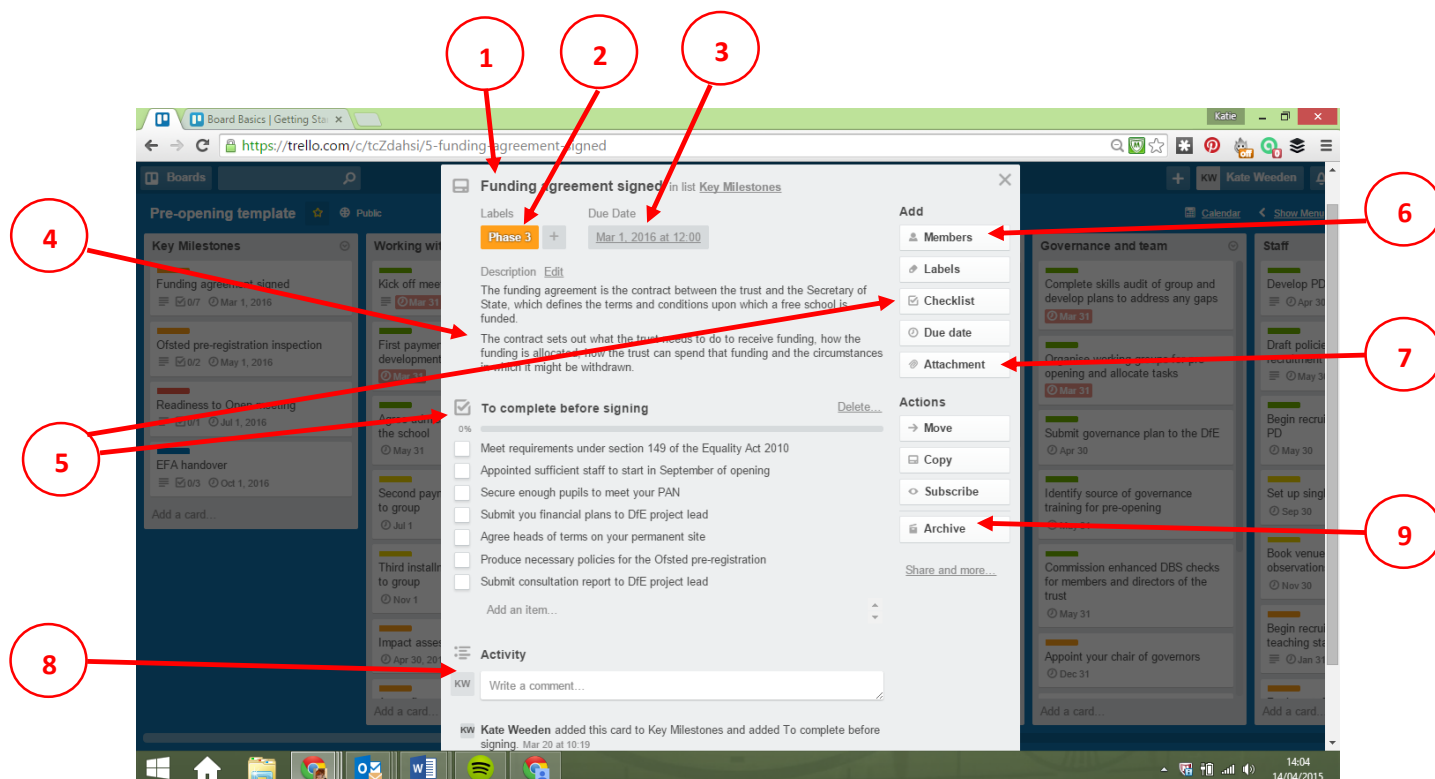 1
2
3
4
5
6
7
8
9
Board Basics | Getting Star
Katie
https://trello.com/c/tcZdahsi/5-funding-agreement-signed
Boards
KW Kate Weeden
Pre-opening template
Public
Calendar
Show Menu
Key Milestones
Funding agreement signed
0/7 Mar 1, 2016
Ofsted pre-registration inspection
0/2 May 1, 2016
Readiness to Open meeting
0/1 Jul 1, 2016
EFA handover
0/3 Oct 1, 2016
Add a card...
Working wit
Kick off mee
Mar 31
First paymen
development
Mar 31
the school
May 31
Second payn
to group
Jul 1
Third installn
to group
Nov 1
Impact asses
Apr 30, 201
Add a card...
Funding agreement signed in list Key Milestones
Labels
Due Date
Phase 3 +
Mar 1, 2016 at 12:00
Description Edit
The funding agreement is the contract between the trust and the Secretary of
State, which defines the terms and conditions upon which a free school is
funded.
The contract sets out what the trust needs to do to receive funding, how the
funding is allocated, how the trust can spend that funding and the circumstances
in which it might be withdrawn.
To complete before signing
Delete...
0%
Meet requirements under section 149 of the Equality Act 2010
Appointed sufficient staff to start in September of opening
Secure enough pupils to meet your PAN
Submit you financial plans to DfE project lead
Agree heads of terms on your permanent site
Produce necessary policies for the Ofsted pre-registration
Submit consultation report to DfE project lead
Add an item...
Activity
KW
Write a comment...
KW Kate Weeden added this card to Key Milestones and added To complete before
signing. Mar 20 at 10:19
Add
Members
Labels
Checklist
Due date
Attachment
Actions
Move
Copy
Subscribe
Archive
Share and more...
Governance and team
Complete skills audit of group and
develop plans to address any gaps
Mar 31
Organise working groups for pre-
opening and allocate tasks
Mar 31
Submit governance plan to the DfE
Apr 30
Identify source of governance
training for pre-opening
May 31
Commission enhanced DBS checks
for members and directors of the
trust
May 31
Appoint your chair of governors
Dec 31
Add a card...
Staff
Develop PD
Apr 30
Draft policie
recruitment
May 3
Begin recrui
PD
May 30
Set up singl
Sep 30
Book venue
observation
Nov 30
Begin recrui
teaching sta
Jan 31
Add a card...
14:04
14/04/2015